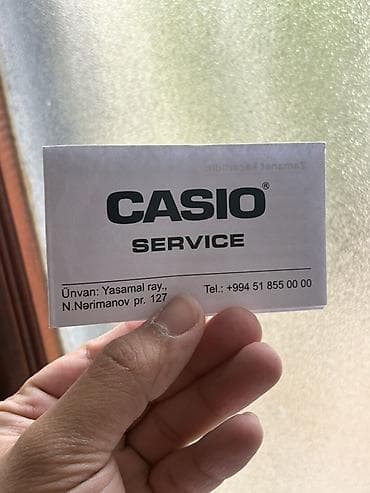 CASIO®
SERVICE
Ünvan: Yasamal ray.,
N.Nərimanov pr. 127
Tel.: +994 51 855 00 00